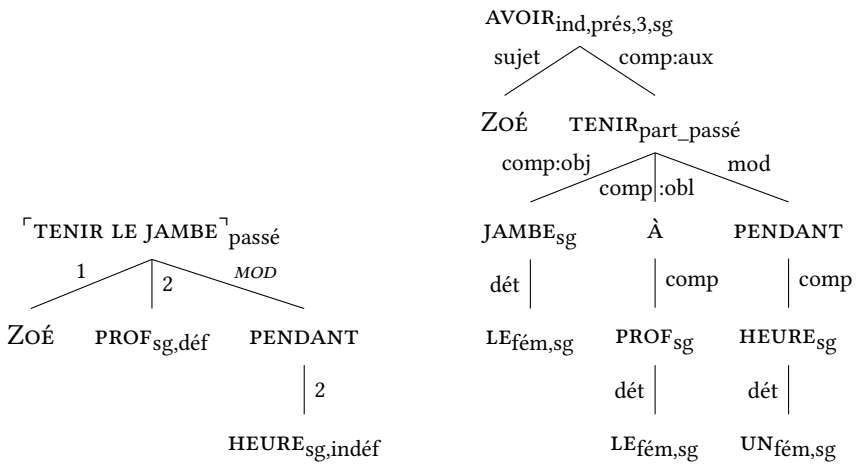 AVOIRind,prés,3,sg
sujet comp:aux
ZOÉ TENIRpart_passé
comp:obj comp:obl mod
⌜TENIR LE JAMBE⌝passé JAMBEsg À PENDANT
1 2 MOD dét comp comp
ZOÉ PROFsg,déf PENDANT LEfém,sg PROFsg HEUREsg
2 dét dét
HEUREsg,indéf LEfém,sg UNfém,sg